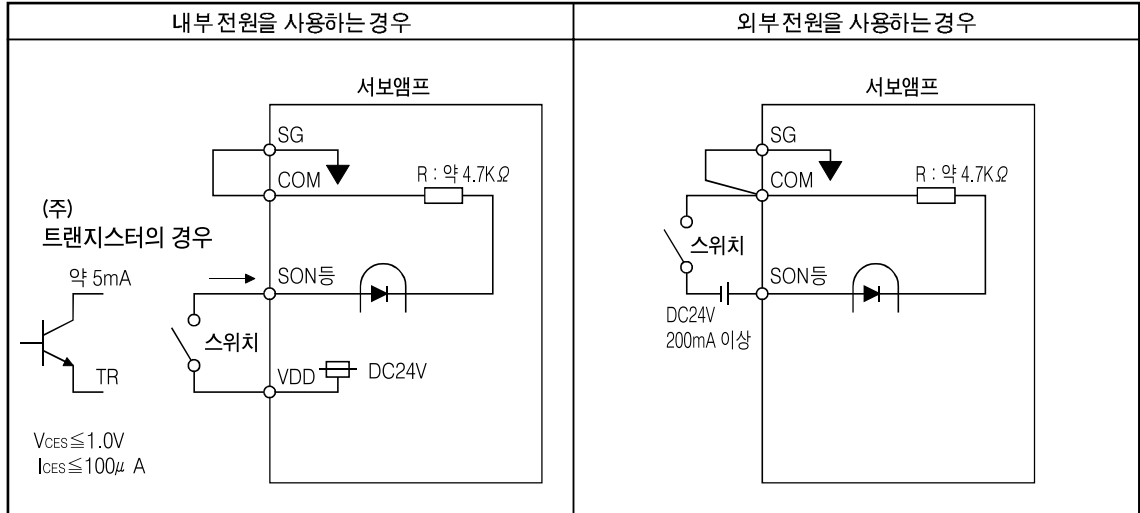 내부 전원을 사용하는 경우
서보앰프
SG
COM
R : 약 4.7KΩ
(주)
트랜지스터의 경우
약 5mA
SON등
스위치
TR
VDD
DC24V
VCES≦1.0V
ICES≦100μ A
외부 전원을 사용하는 경우
서보앰프
SG
COM
R : 약 4.7KΩ
스위치
SON등
DC24V
200mA 이상